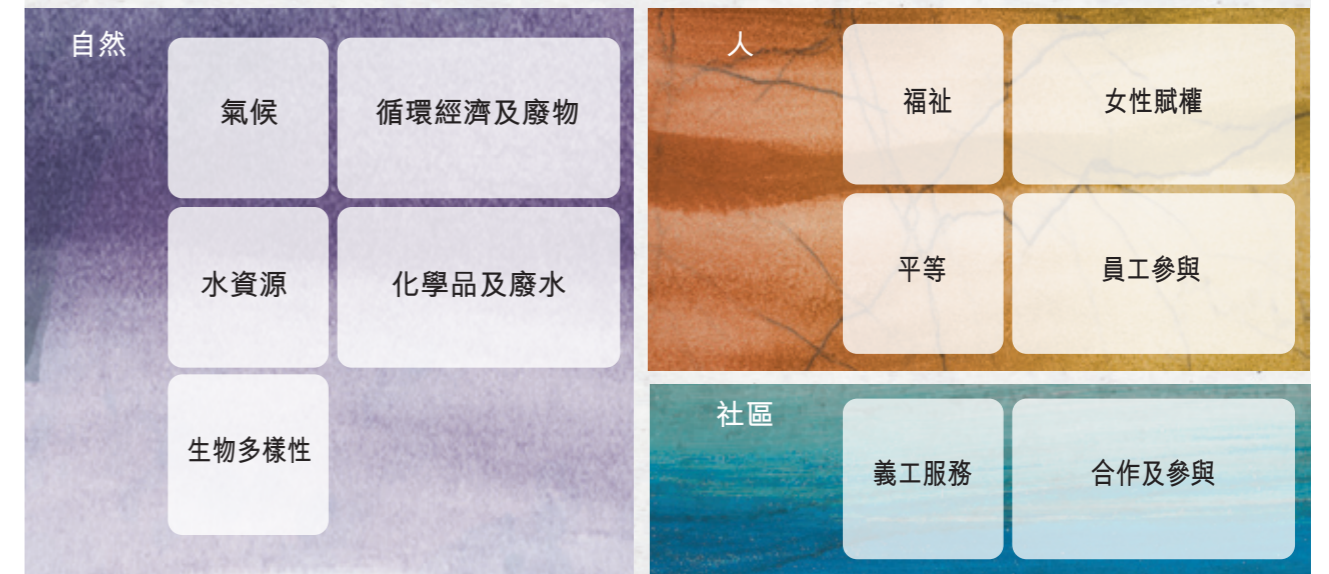 自然
氣候
循環經濟及廢物
水資源
化學品及廢水
生物多樣性
人
福祉
女性賦權
平等
員工參與
社區
義工服務
合作及參與